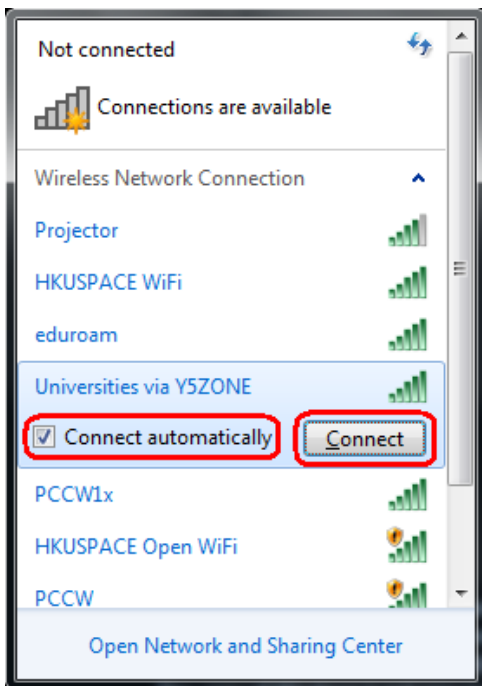 Not connected
Connections are available
Wireless Network Connection
Projector
HKUSPACE WiFi
eduroam
Universities via Y5ZONE
Connect automatically Connect
PCCW1x
HKUSPACE Open WiFi
PCCW
Open Network and Sharing Center